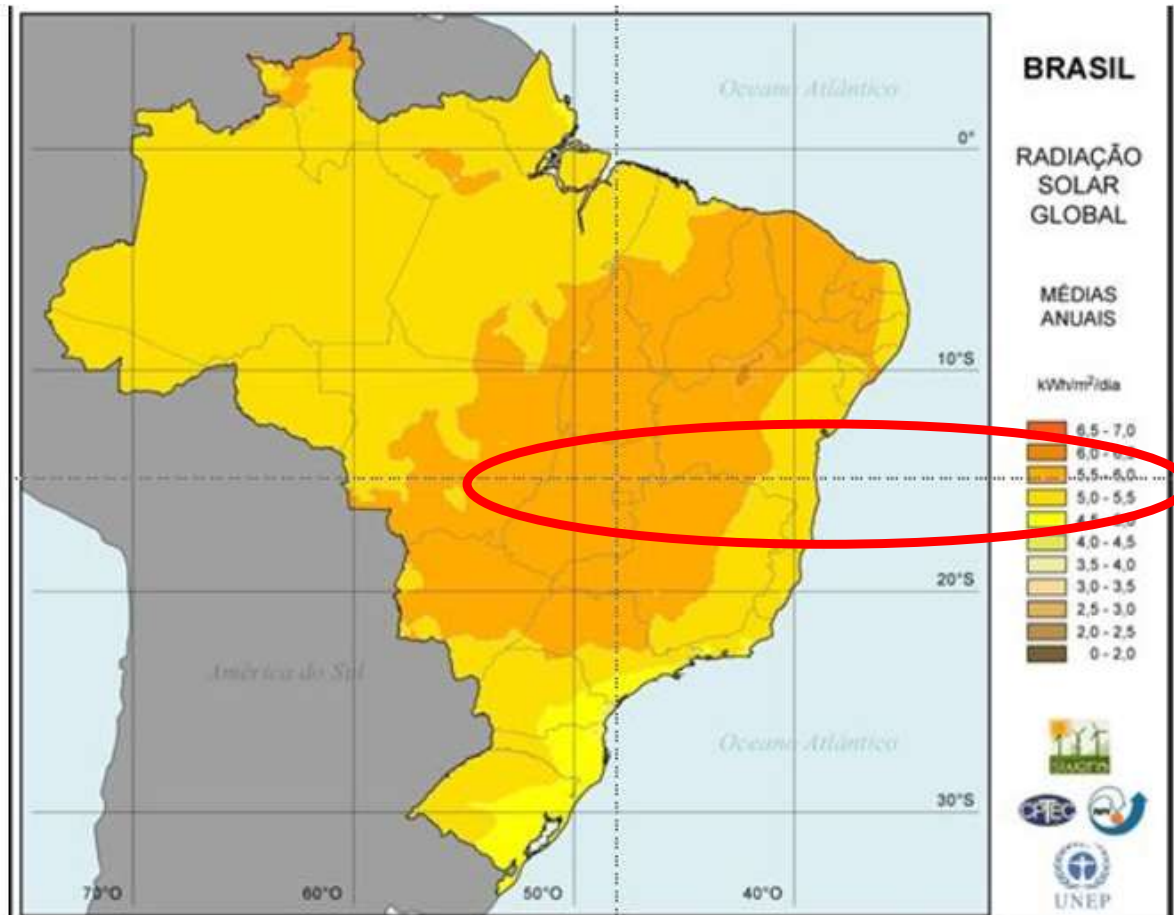 BRASIL
Oceano Atlântico
0°
RADIAÇÃO
SOLAR
GLOBAL
MÉDIAS
ANUAIS
10°S
kWh/m²/dia
6,5 - 7,0
6,0 -
5,5 - 6,0
5,0 - 5,5
4,0 - 4,5
3,5 - 4,0
3,0 - 3,5
2,5 - 3,0
2,0 - 2,5
0 - 2,0
20°S
América do Sul
Oceano Atlântico
30°S
CPTEC
70°O
60°O
50°O
40°O
UNEP